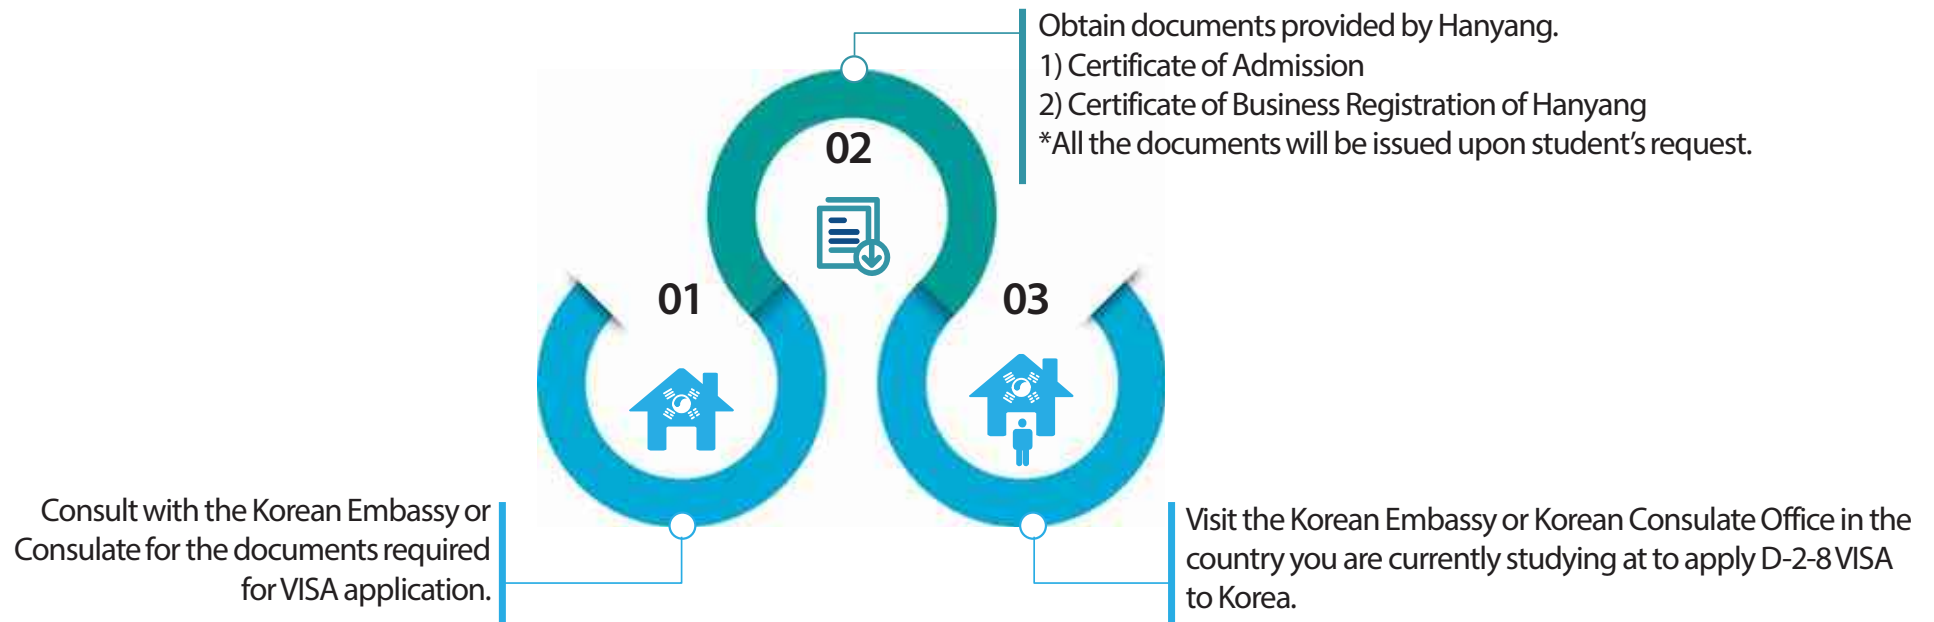 01
Consult with the Korean Embassy or
Consulate for the documents required
for VISA application.
02
Obtain documents provided by Hanyang.
1) Certificate of Admission
2) Certificate of Business Registration of Hanyang
*All the documents will be issued upon student’s request.
03
Visit the Korean Embassy or Korean Consulate Office in the
country you are currently studying at to apply D-2-8 VISA
to Korea.